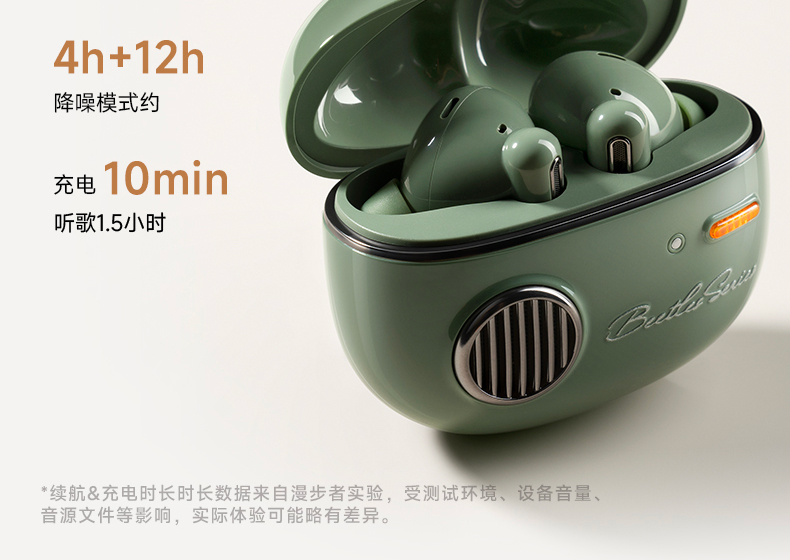 4h+12h
降噪模式约
充电 10min
听歌1.5小时
Beetles Series
*续航&充电时长时长数据来自漫步者实验，受测试环境、设备音量、
音源文件等影响，实际体验可能略有差异。